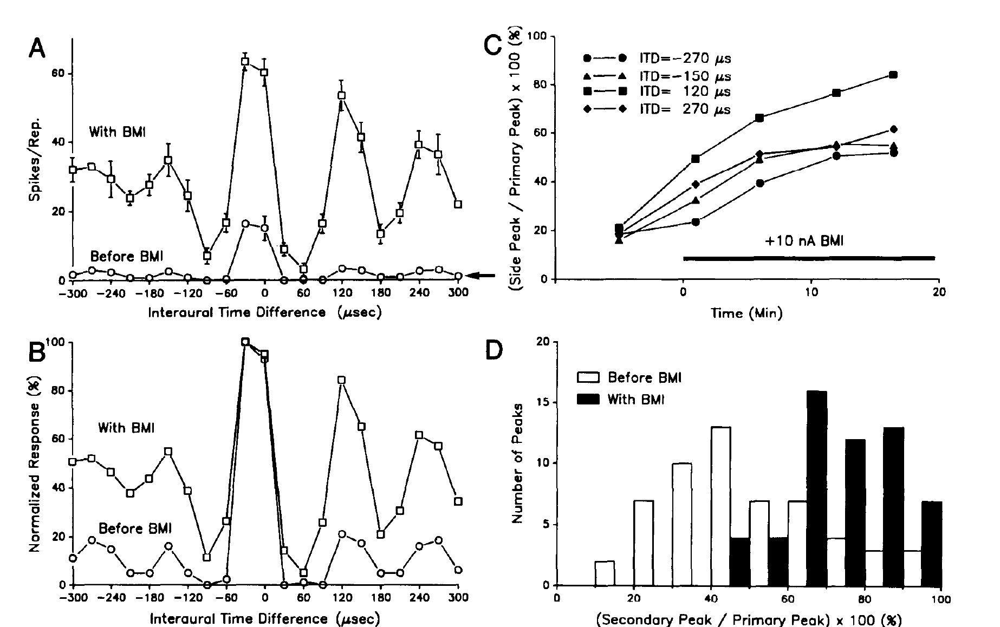 A
Spikes/Rep.
60
40
20
0
With BMI
Before BMI
-300 -240 -180 -120 -60 0 60 120 180 240 300
Interaural Time Difference (μsec)
C
(Side Peak / Primary Peak) x 100 (%)
100
80
60
40
20
0
ITD=-270 μs
ITD=-150 μs
ITD= 120 μs
ITD= 270 μs
+10 nA BMI
0 10 20
Time (Min)
B
Normalized Response (%)
100
80
60
40
20
0
With BMI
Before BMI
-300 -240 -180 -120 -60 0 60 120 180 240 300
Interaural Time Difference (μsec)
D
Number of Peaks
20
15
10
5
0
Before BMI
With BMI
0 20 40 60 80 100
(Secondary Peak / Primary Peak) x 100 (%)